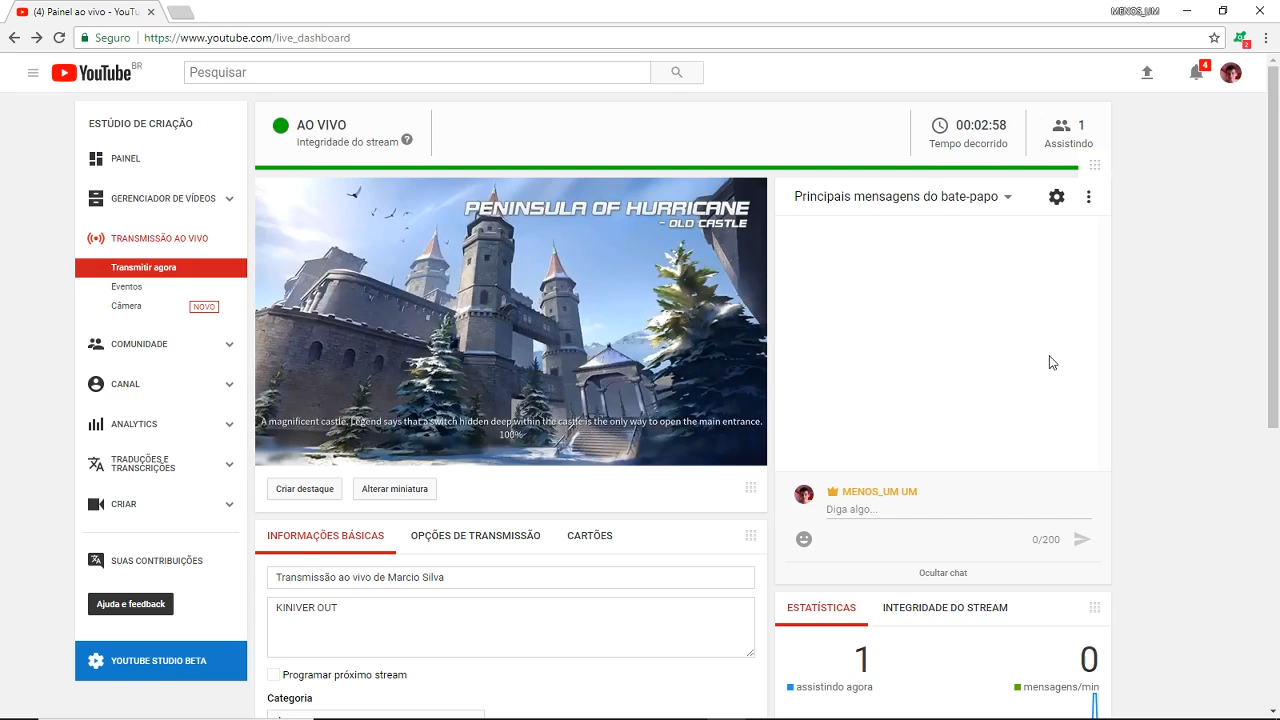 (4) Painel ao vivo - YouTu
MENOS_UM
Seguro
https://www.youtube.com/live_dashboard
2
YouTube BR
Pesquisar
4
ESTÚDIO DE CRIAÇÃO
PAINEL
GERENCIADOR DE VÍDEOS
TRANSMISSÃO AO VIVO
Transmitir agora
Eventos
Câmera
NOVO
COMUNIDADE
CANAL
ANALYTICS
TRADUÇÕES E
TRANSCRIÇÕES
CRIAR
SUAS CONTRIBUIÇÕES
Ajuda e feedback
YOUTUBE STUDIO BETA
AO VIVO
Integridade do stream ?
00:02:58
Tempo decorrido
1
Assistindo
PENINSULA OF HURRICANE
- OLD CASTLE
A magnificent castle. Legend says that a switch hidden deep within the castle is the only way to open the main entrance.
100%
Criar destaque
Alterar miniatura
INFORMAÇÕES BÁSICAS
OPÇÕES DE TRANSMISSÃO
CARTÕES
Transmissão ao vivo de Marcio Silva
KINIVER OUT
Programar próximo stream
Categoria
Principais mensagens do bate-papo
MENOS_UM UM
Diga algo...
0/200
Ocultar chat
ESTATÍSTICAS
INTEGRIDADE DO STREAM
1
assistindo agora
0
mensagens/min